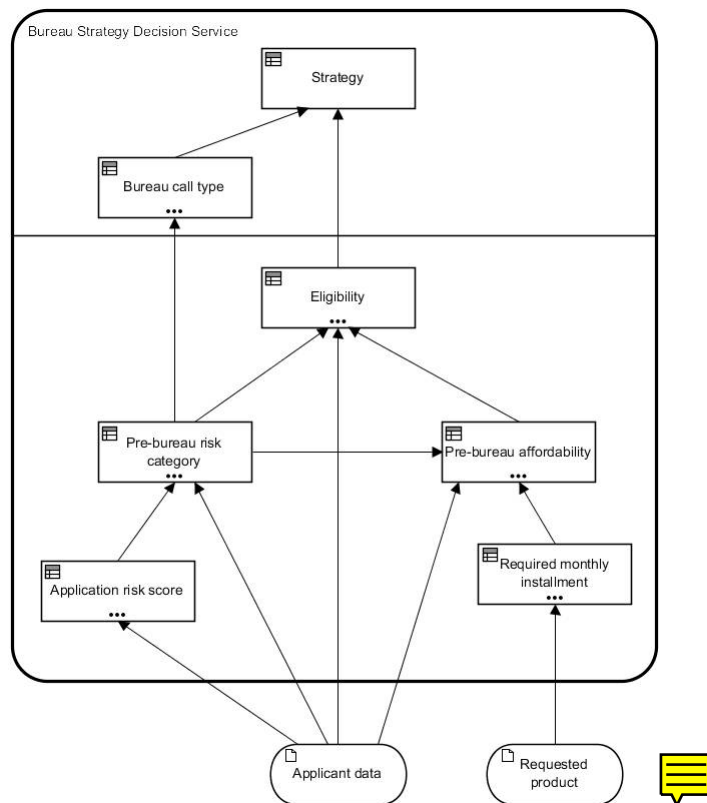 Bureau Strategy Decision Service
Strategy
Bureau call type
Eligibility
Pre-bureau risk
category
Pre-bureau affordability
Application risk score
Required monthly
installment
Applicant data
Requested
product